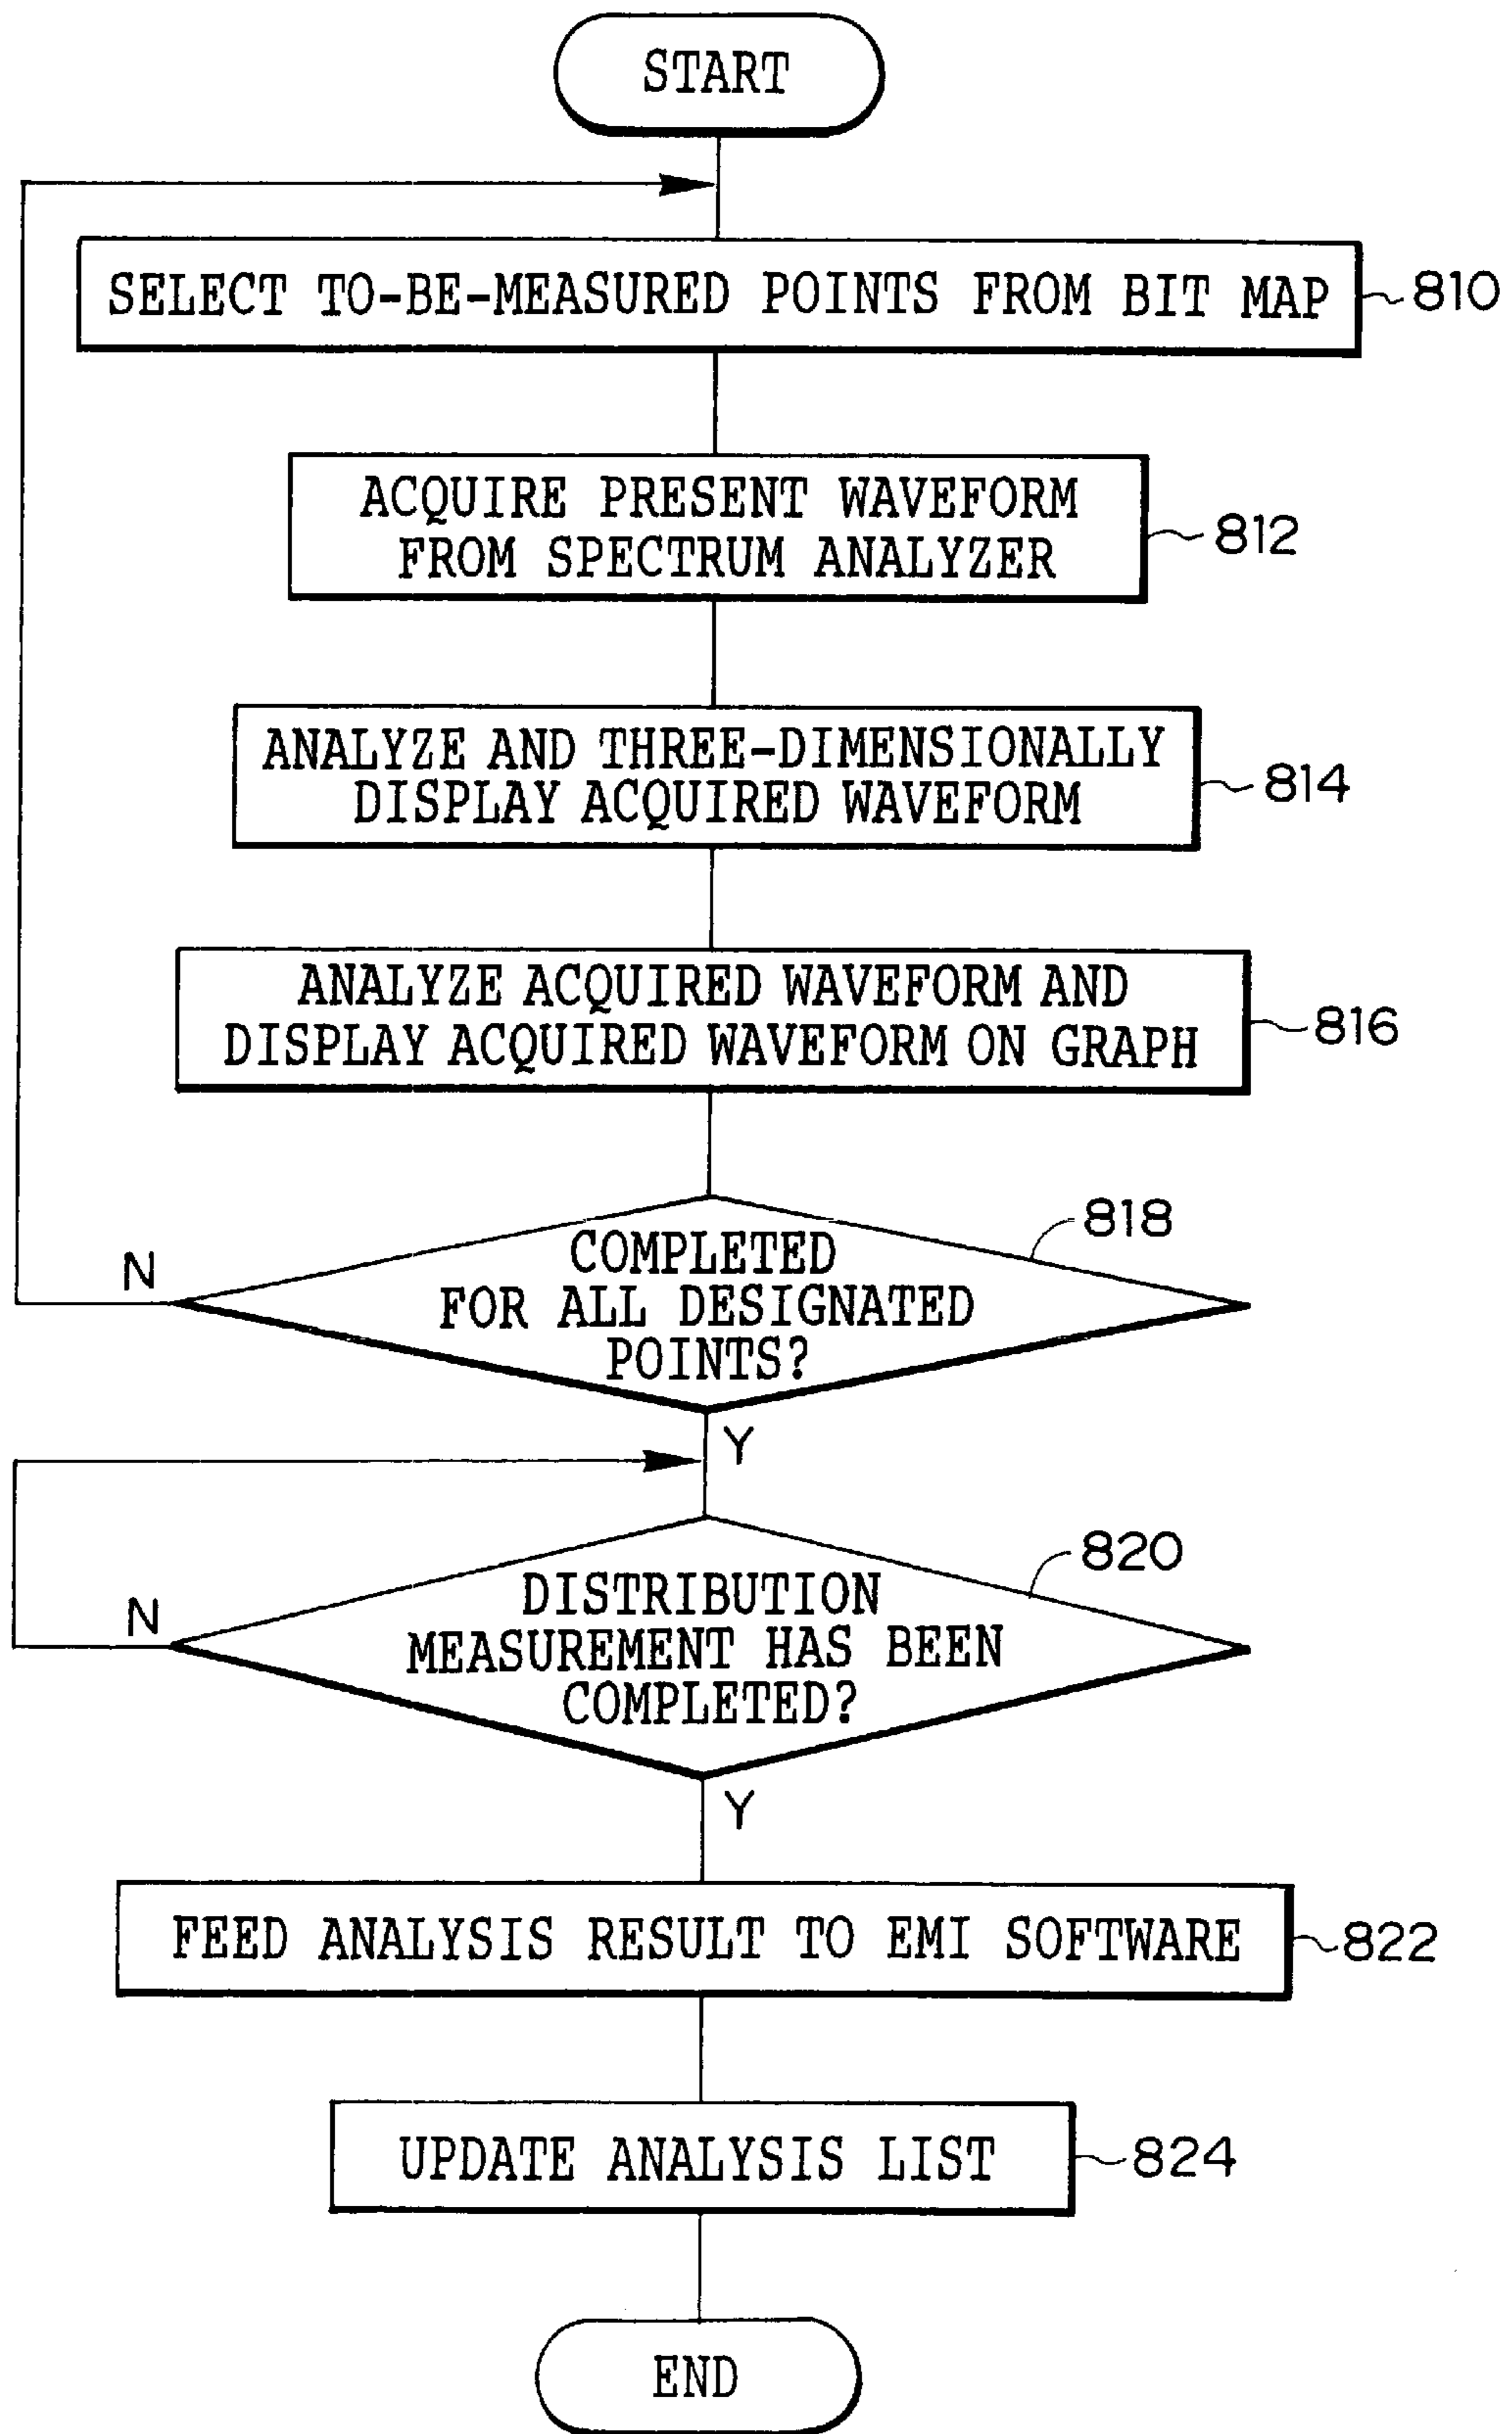 START
SELECT TO-BE-MEASURED POINTS FROM BIT MAP
810
ACQUIRE PRESENT WAVEFORM
FROM SPECTRUM ANALYZER
812
ANALYZE AND THREE-DIMENSIONALLY
DISPLAY ACQUIRED WAVEFORM
814
ANALYZE ACQUIRED WAVEFORM AND
DISPLAY ACQUIRED WAVEFORM ON GRAPH
816
818
N
COMPLETED
FOR ALL DESIGNATED
POINTS?
Y
820
N
DISTRIBUTION
MEASUREMENT HAS BEEN
COMPLETED?
Y
FEED ANALYSIS RESULT TO EMI SOFTWARE
822
UPDATE ANALYSIS LIST
824
END